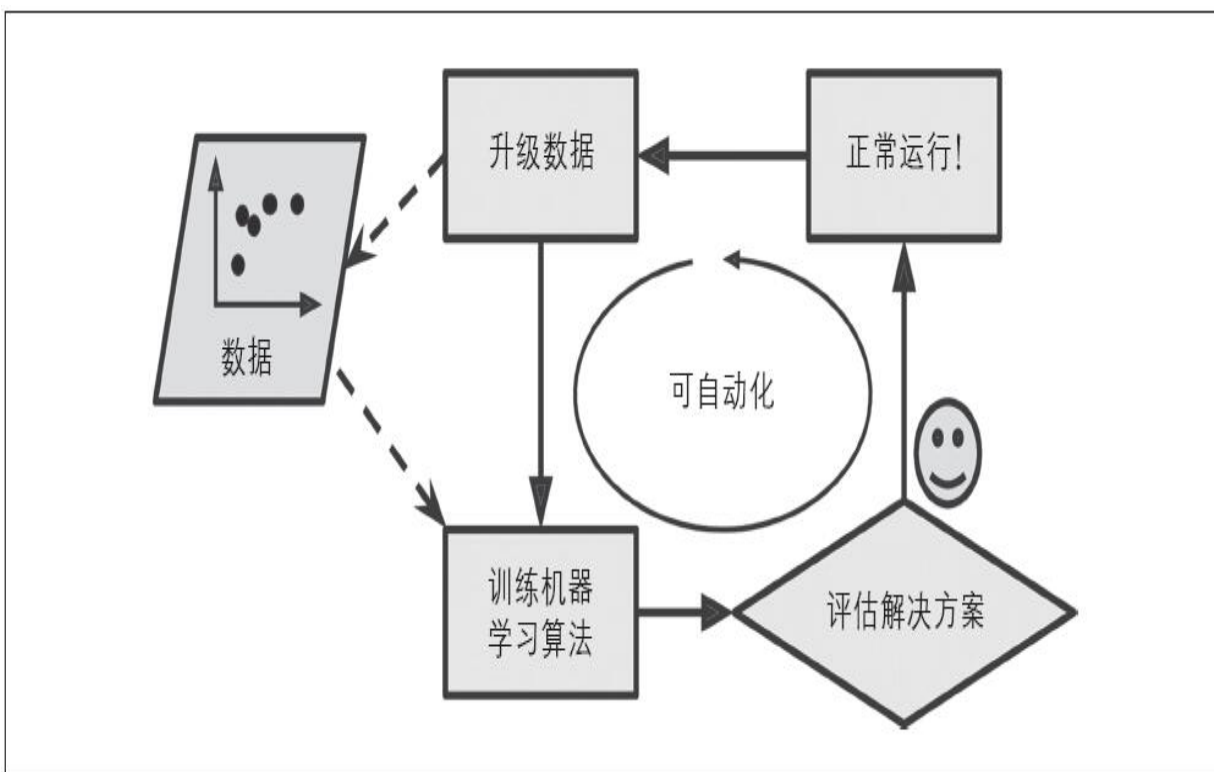 升级数据
正常运行!
数据
可自动化
训练机器
学习算法
评估解决方案